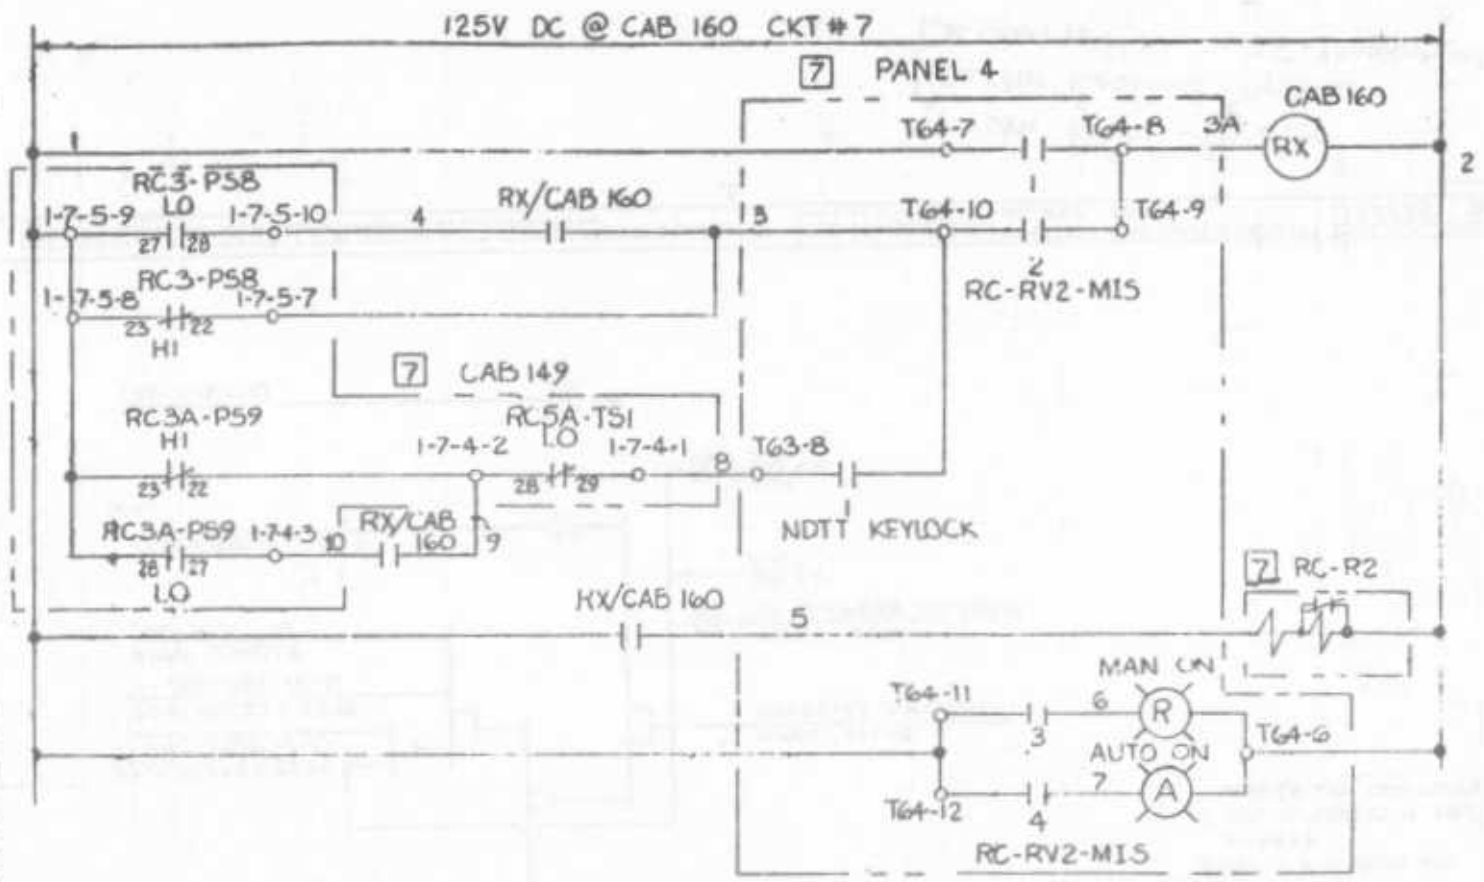 125V DC @ CAB 160 CKT # 7
7 PANEL 4
CAB 160
T64-7 T64-8 3A RX
1
2
RC3-PS8
LO
1-7-5-9 1-7-5-10 4 RX/CAB 160 3 T64-10 T64-9
27 28
2
RC-RV2-MIS
RC3-PS8
1-7-5-8 1-7-5-7
23 22
HI
7 CAB 149
RC3A-PS9
HI
RC5A-TS1
LO
1-7-4-2 1-7-4-1 8 T63-8
23 22
28 29
NDTT KEYLOCK
RC3A-PS9 1-7-4-3 10 RX/CAB 160 9
28 27
LO
7 RC-R2
RX/CAB 160 5
MAN ON
T64-11 3 6 R
AUTO ON T64-6
T64-12 4 7 A
RC-RV2-MIS